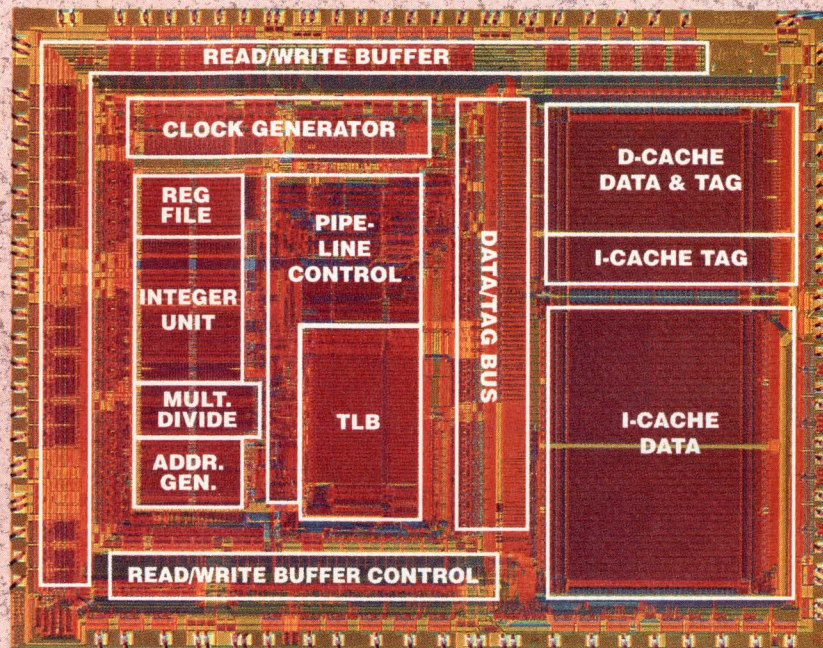 READ/WRITE BUFFER
CLOCK GENERATOR
REG
FILE
INTEGER
UNIT
MULT.
DIVIDE
ADDR.
GEN.
PIPE-
LINE
CONTROL
TLB
DATA/TAG BUS
D-CACHE
DATA & TAG
I-CACHE TAG
I-CACHE
DATA
READ/WRITE BUFFER CONTROL